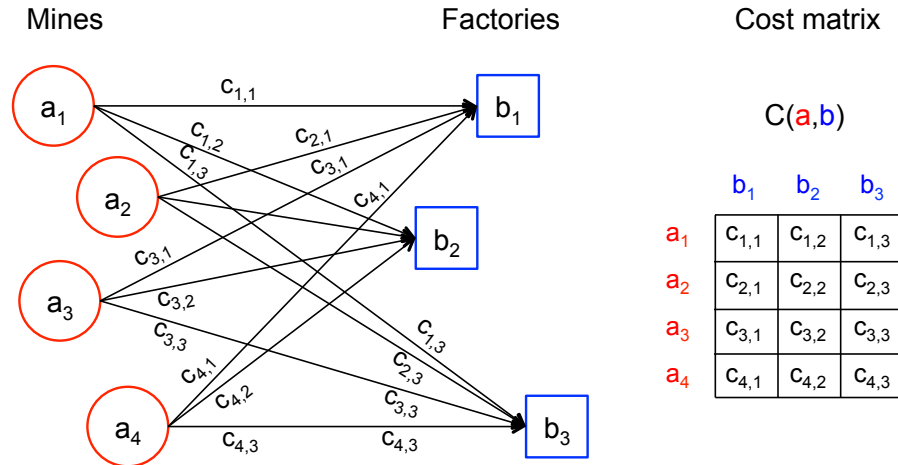 Mines
Factories
Cost matrix
a₁
c₁,₁
b₁
C(a,b)
c₁,₂
c₂,₁
c₁,₃
c₃,₁
a₂
c₄,₁
b₂
b₁ b₂ b₃
a₁ c₁,₁ c₁,₂ c₁,₃
a₂ c₂,₁ c₂,₂ c₂,₃
a₃ c₃,₁ c₃,₂ c₃,₃
a₄ c₄,₁ c₄,₂ c₄,₃
c₃,₁
a₃
c₃,₂
c₃,₃
c₁,₃
c₄,₁
c₂,₃
c₄,₂
c₃,₃
a₄
c₄,₃
c₄,₃
b₃